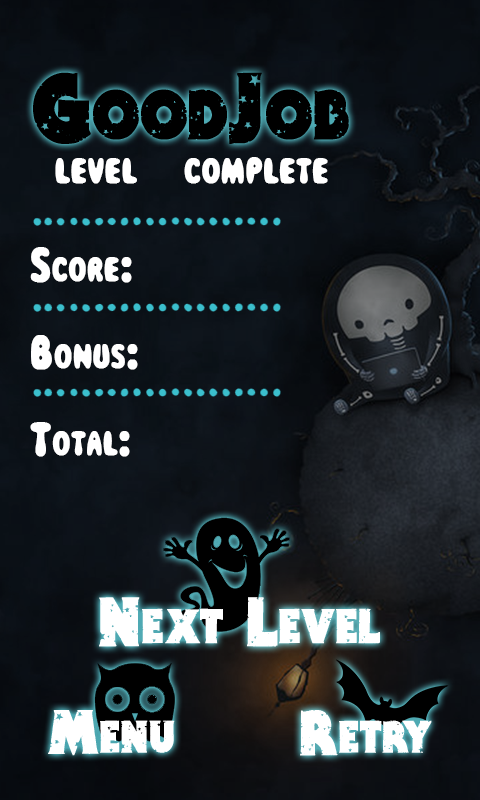 GoodJob
LEVEL COMPLETE
Score:
Bonus:
Total:
Next Level
Menu
Retry